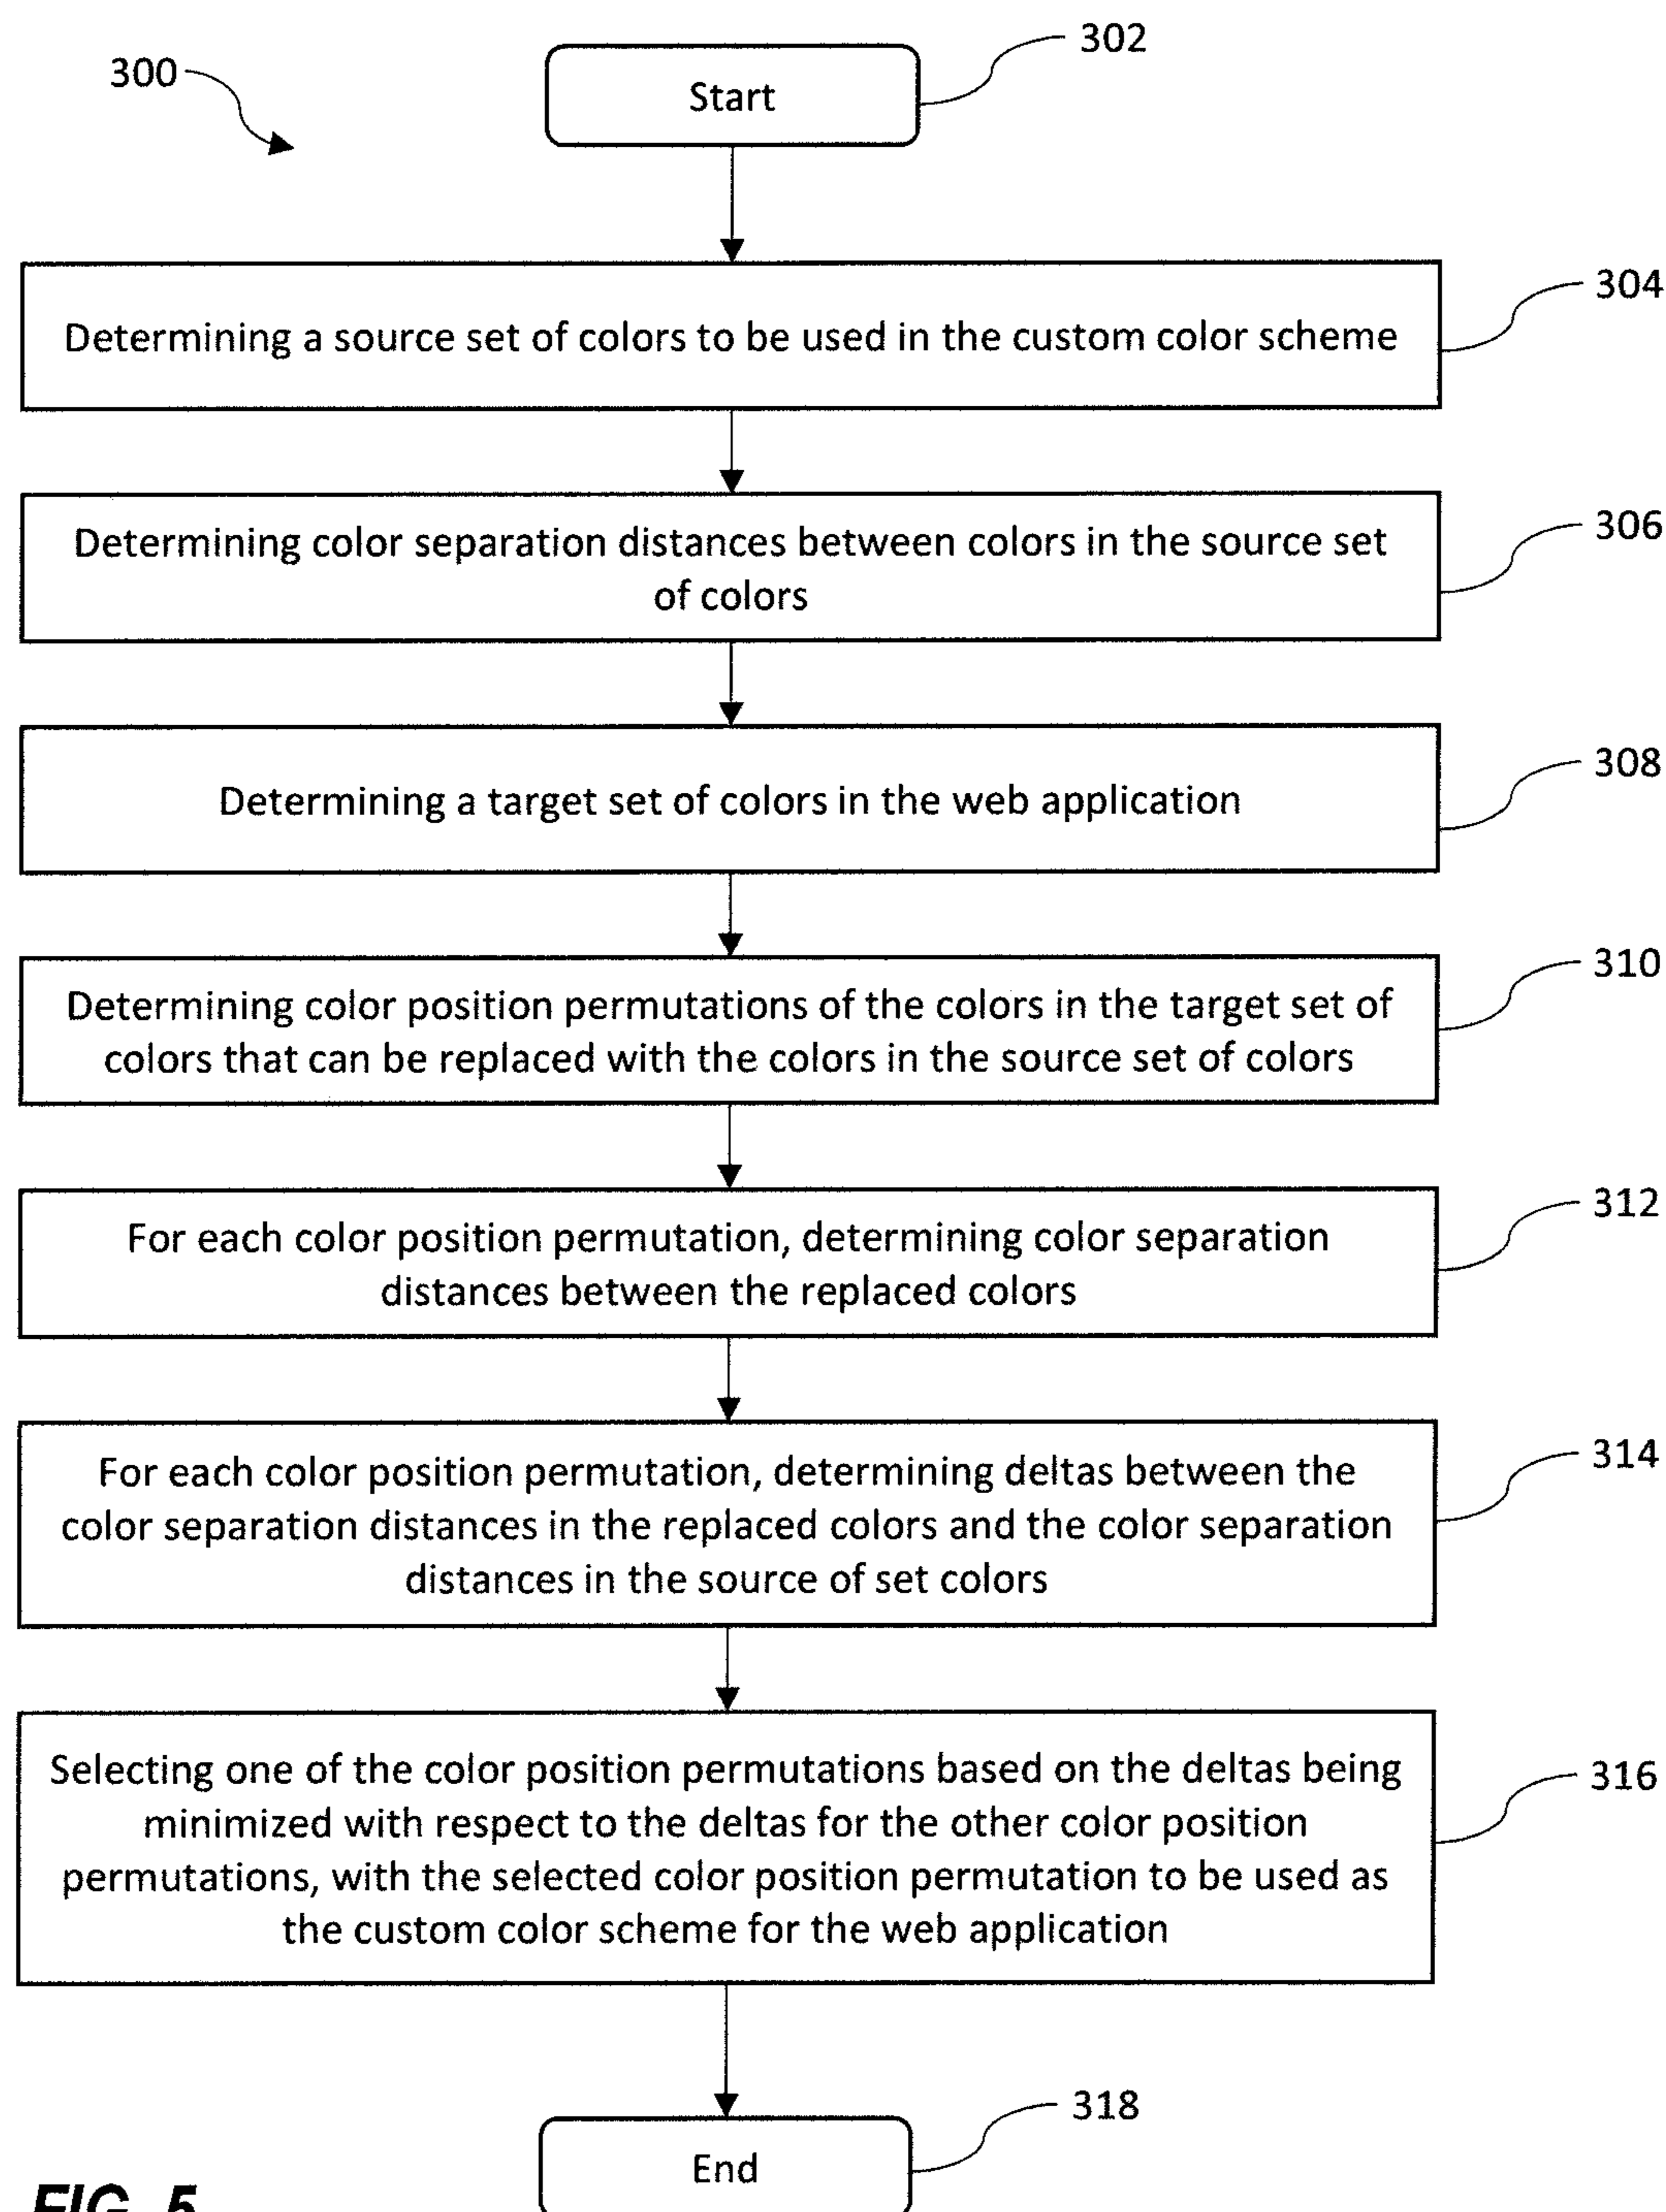 300
Start
302
Determining a source set of colors to be used in the custom color scheme
304
Determining color separation distances between colors in the source set
of colors
306
Determining a target set of colors in the web application
308
Determining color position permutations of the colors in the target set of
colors that can be replaced with the colors in the source set of colors
310
For each color position permutation, determining color separation
distances between the replaced colors
312
For each color position permutation, determining deltas between the
color separation distances in the replaced colors and the color separation
distances in the source of set colors
314
Selecting one of the color position permutations based on the deltas being
minimized with respect to the deltas for the other color position
permutations, with the selected color position permutation to be used as
the custom color scheme for the web application
316
End
318
FIG. 5